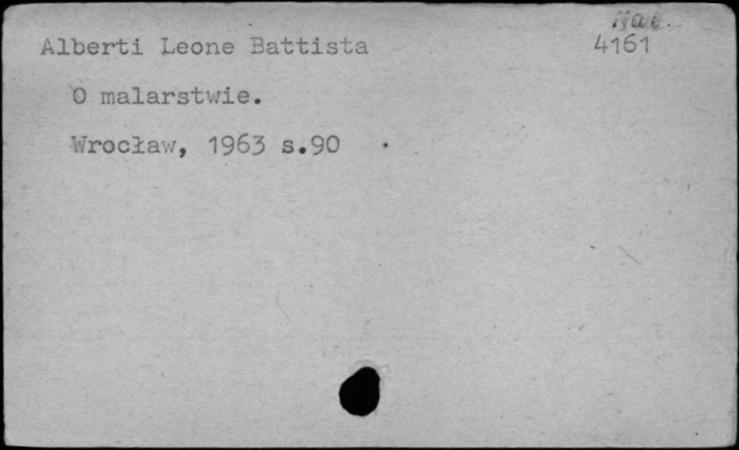 Alberti Leone Battista
4161
O malarstwie.
Wrocław, 1963 s.90